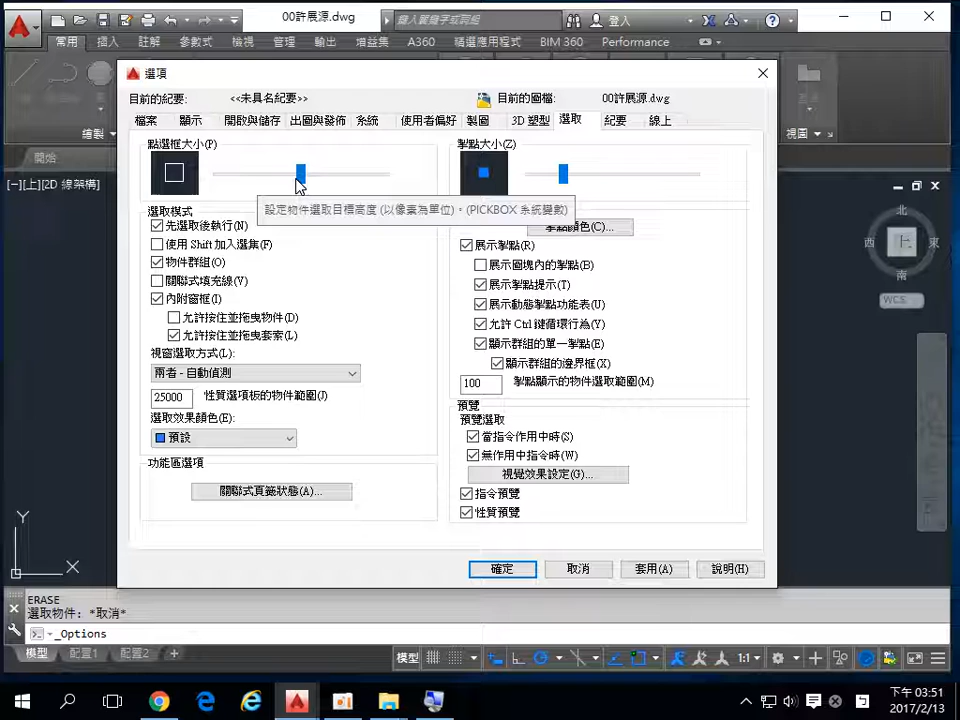 00許展源.dwg
鍵入關鍵字或片語
登入
常用 插入 註解 參數式 檢視 管理 輸出 增益集 A360 精選應用程式 BIM 360 Performance
選項
目前的紀要: <<未具名紀要>> 目前的圖檔: 00許展源.dwg
檔案 顯示 開啟與儲存 出圖與發佈 系統 使用者偏好 製圖 3D 塑型 選取 紀要 線上
繪製
視圖
開始
點選框大小(P)
掣點大小(Z)
[−][上][2D 線架構]
設定物件選取目標高度 (以像素為單位)。(PICKBOX 系統變數)
選取模式
先選取後執行(N)
掣點顏色(C)...
使用 Shift 加入選集(F)
展示掣點(R)
物件群組(O)
展示圖塊內的掣點(B)
關聯式填充線(V)
展示掣點提示(T)
內附窗框(I)
展示動態掣點功能表(U)
允許按住並拖曳物件(D)
允許 Ctrl 鍵循環行為(Y)
允許按住並拖曳套索(L)
顯示群組的單一掣點(E)
視窗選取方式(L):
顯示群組的邊界框(X)
兩者 - 自動偵測
100 掣點顯示的物件選取範圍(M)
25000 性質選項板的物件範圍(J)
預覽
選取效果顏色(E):
預覽選取
預設
當指令作用中時(S)
無作用中指令時(W)
功能區選項
視覺效果設定(G)...
關聯式頁籤狀態(A)...
指令預覽
性質預覽
確定 取消 套用(A) 說明(H)
北
西 上 東
南
WCS
Y
X
ERASE
選取物件: *取消*
_Options
模型 配置1 配置2 +
模型 1:1
下午 03:51
2017/2/13